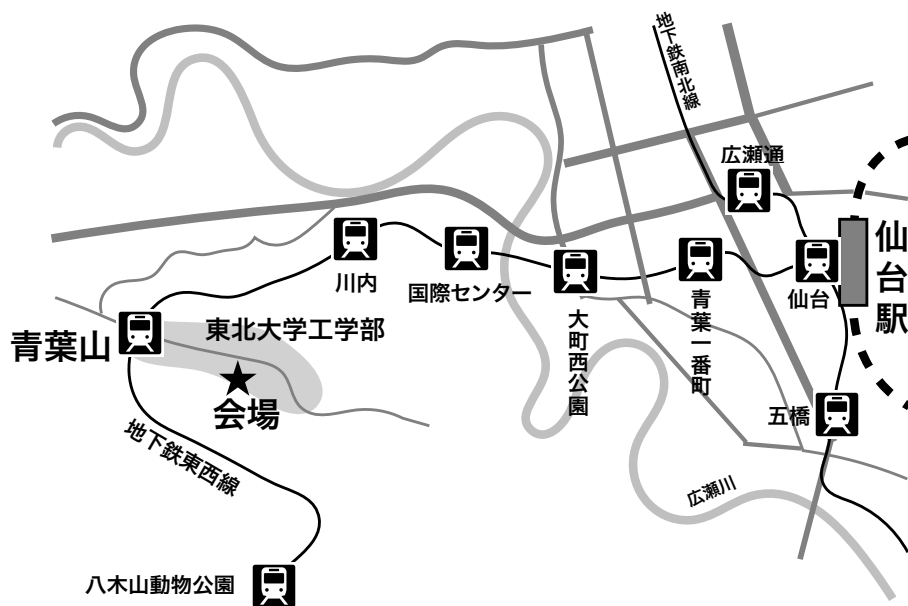 地下鉄南北線
広瀬通
仙台駅
川内
国際センター
仙台
青葉一番町
大町西公園
東北大学工学部
青葉山
会場
五橋
地下鉄東西線
広瀬川
八木山動物公園